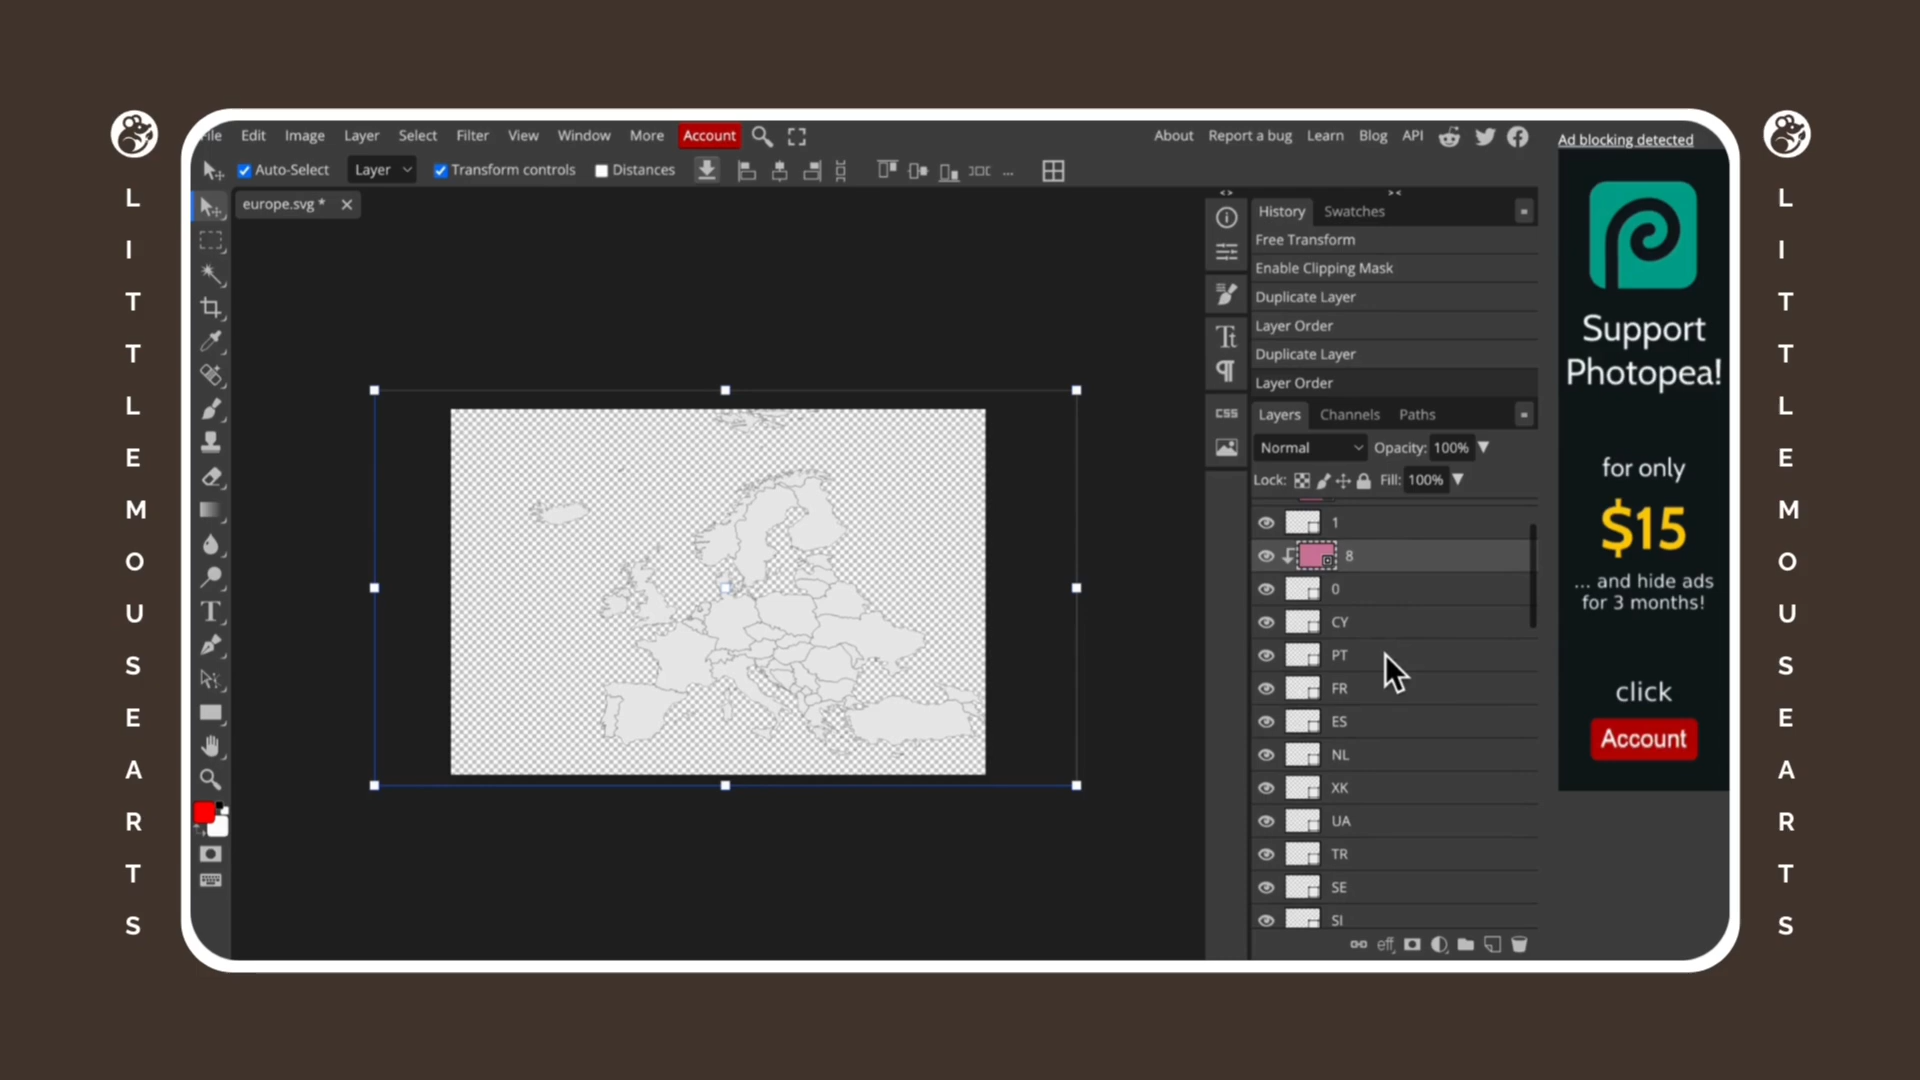 LITTLEMOUSEARTS
File Edit Image Layer Select Filter View Window More Account
About Report a bug Learn Blog API
Ad blocking detected
Auto-Select Layer Transform controls Distances ...
europe.svg *
History Swatches
Free Transform
Enable Clipping Mask
Duplicate Layer
Layer Order
Duplicate Layer
Layer Order
Tt
CSS
Layers Channels Paths
Normal Opacity: 100%
Lock: Fill: 100%
1
8
0
CY
PT
FR
ES
NL
XK
UA
TR
SE
SI
eff
T
Support
Photopea!
for only
$15
... and hide ads
for 3 months!
click
Account
LITTLEMOUSEARTS